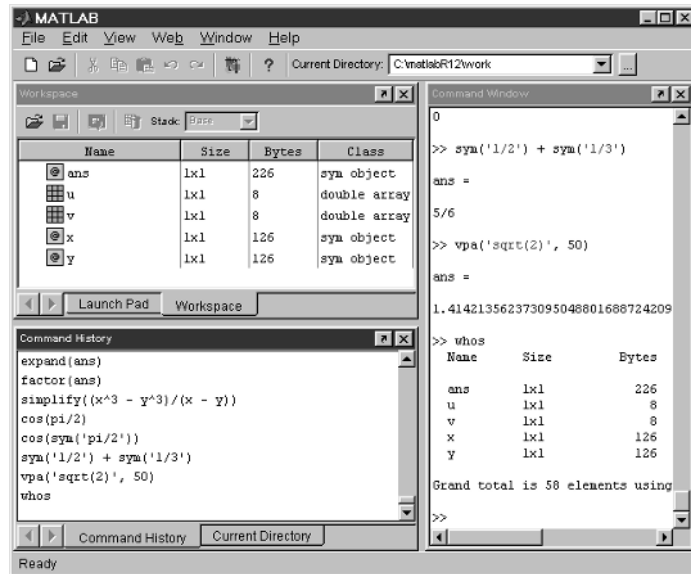 MATLAB
File Edit View Web Window Help
? Current Directory: C:\matlabR12\work ...
Workspace
Stack: Base
Name Size Bytes Class
ans 1x1 226 sym object
u 1x1 8 double array
v 1x1 8 double array
x 1x1 126 sym object
y 1x1 126 sym object
Launch Pad Workspace
Command History
expand(ans)
factor(ans)
simplify((x^3 - y^3)/(x - y))
cos(pi/2)
cos(sym('pi/2'))
sym('1/2') + sym('1/3')
vpa('sqrt(2)', 50)
whos
Command History Current Directory
Command Window
0
>> sym('1/2') + sym('1/3')
ans =
5/6
>> vpa('sqrt(2)', 50)
ans =
1.414213562373095048801688724209
>> whos
Name Size Bytes
ans 1x1 226
u 1x1 8
v 1x1 8
x 1x1 126
y 1x1 126
Grand total is 58 elements using
>>
Ready